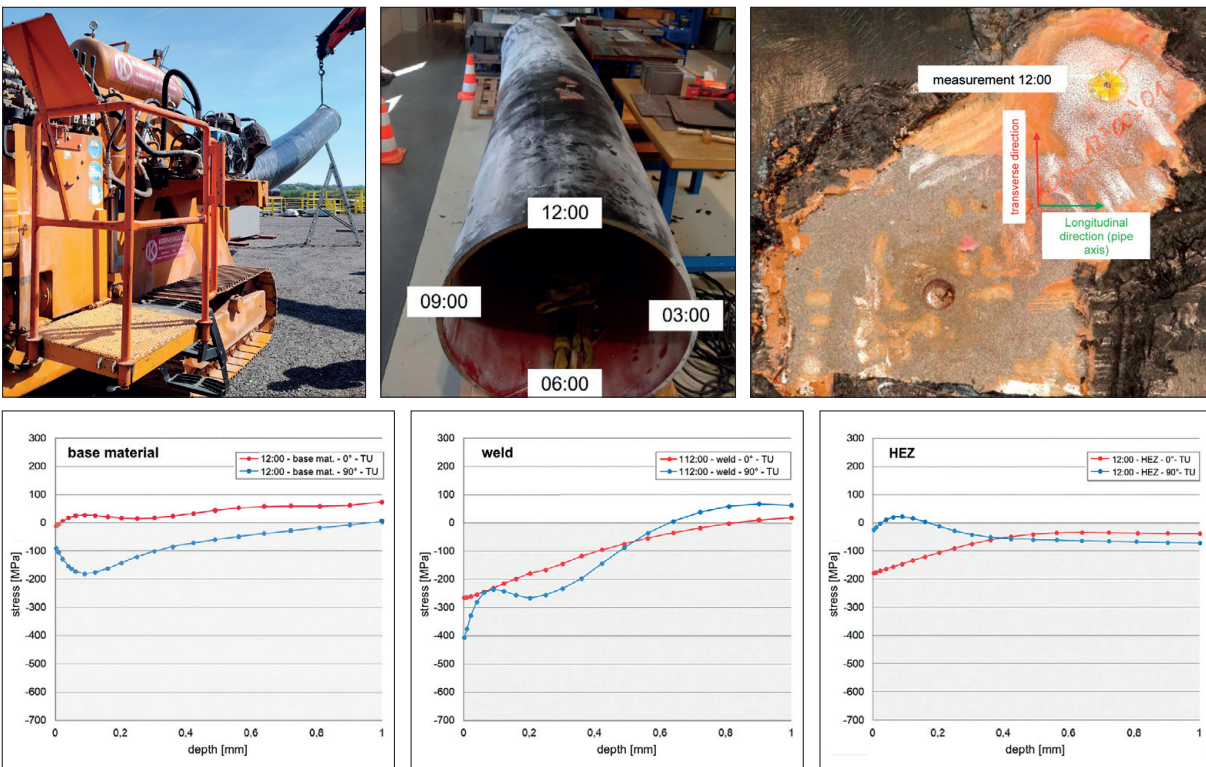 12:00
09:00
03:00
06:00
measurement 12:00
transverse direction
Longitudinal
direction (pipe
axis)
base material
12:00 - base mat. - 0° - TU
12:00 - base mat. - 90° - TU
300
200
100
0
-100
-200
-300
-400
-500
-600
-700
stress [MPa]
0
0,2
0,4
0,6
0,8
1
depth [mm]
weld
112:00 - weld - 0° - TU
112:00 - weld - 90° - TU
300
200
100
0
-100
-200
-300
-400
-500
-600
-700
stress [MPa]
0
0,2
0,4
0,6
0,8
1
depth [mm]
HEZ
12:00 - HEZ - 0°- TU
12:00 - HEZ - 90°- TU
300
200
100
0
-100
-200
-300
-400
-500
-600
-700
stress [MPa]
0
0,2
0,4
0,6
0,8
1
depth [mm]